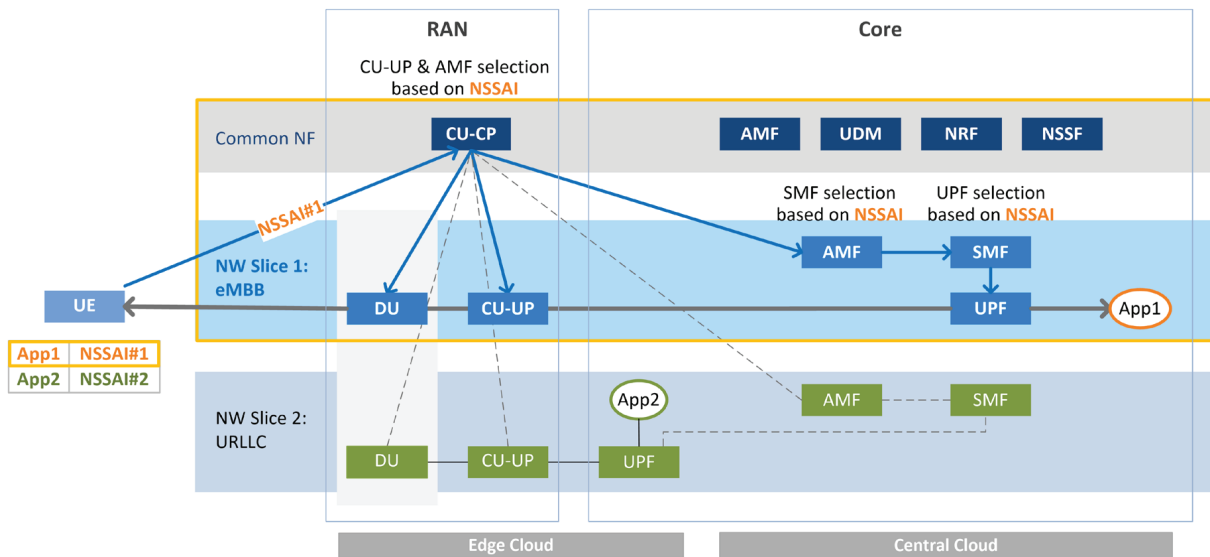 RAN
Core
CU-UP & AMF selection
based on NSSAI
Common NF
CU-CP
AMF
UDM
NRF
NSSF
NSSAI#1
SMF selection
based on NSSAI
UPF selection
based on NSSAI
NW Slice 1:
eMBB
AMF
SMF
UE
DU
CU-UP
UPF
App1
App1 NSSAI#1
App2 NSSAI#2
NW Slice 2:
URLLC
App2
AMF
SMF
DU
CU-UP
UPF
Edge Cloud
Central Cloud